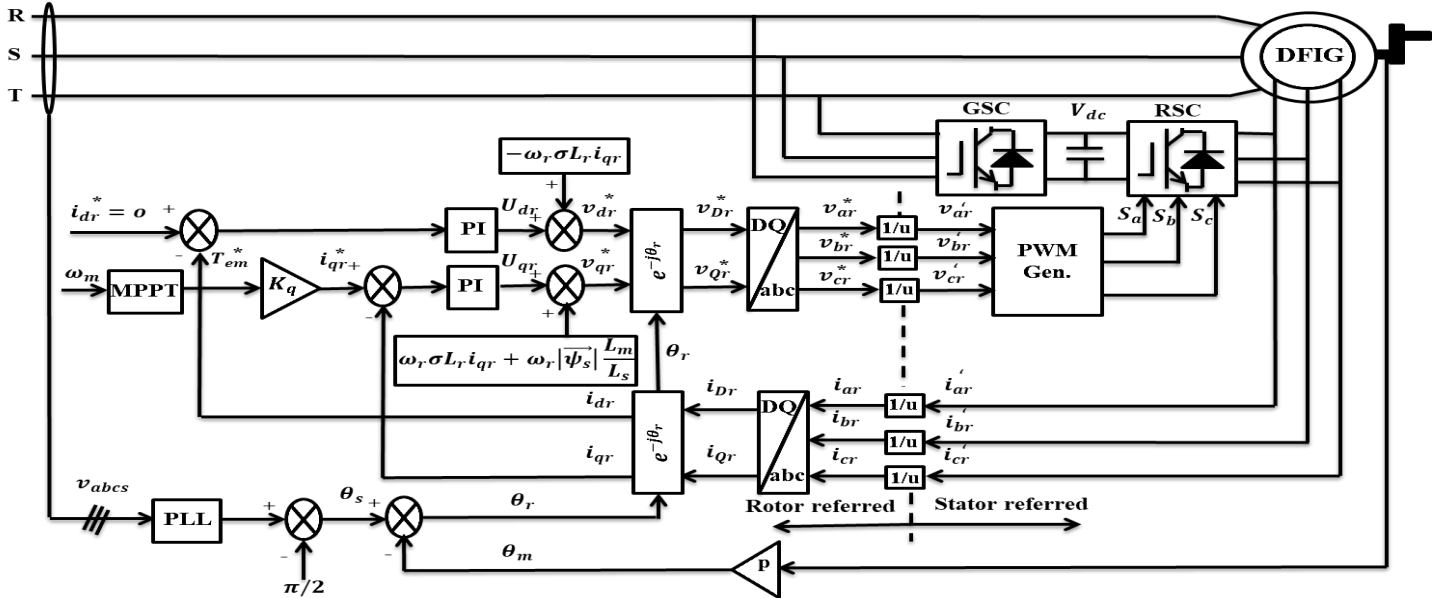 R
S
T
DFIG
GSC
V_dc
RSC
−ω_r σL_r i_qr
+
i_dr^* = o
+
-
PI
U_dr
+
v_dr^*
v_Dr^*
DQ
abc
v_ar^*
1/u
v_ar^‘
v_br^*
1/u
v_br^‘
v_cr^*
1/u
v_cr^‘
PWM
Gen.
S_a
S_b
S_c
ω_m
MPPT
T_em^*
K_q
i_qr^*
+
-
PI
U_qr
+
v_qr^*
+
e^−jθ_r
v_Qr^*
ω_r σL_r i_qr + ω_r |ψ_s⃗| L_m/L_s
θ_r
i_dr
i_qr
e^−jθ_r
i_Dr
i_Qr
DQ
abc
i_ar
1/u
i_ar^‘
i_br
1/u
i_br^‘
i_cr
1/u
i_cr^‘
Rotor referred
Stator referred
v_abcs
PLL
+
-
π/2
θ_s
+
-
θ_r
θ_m
P